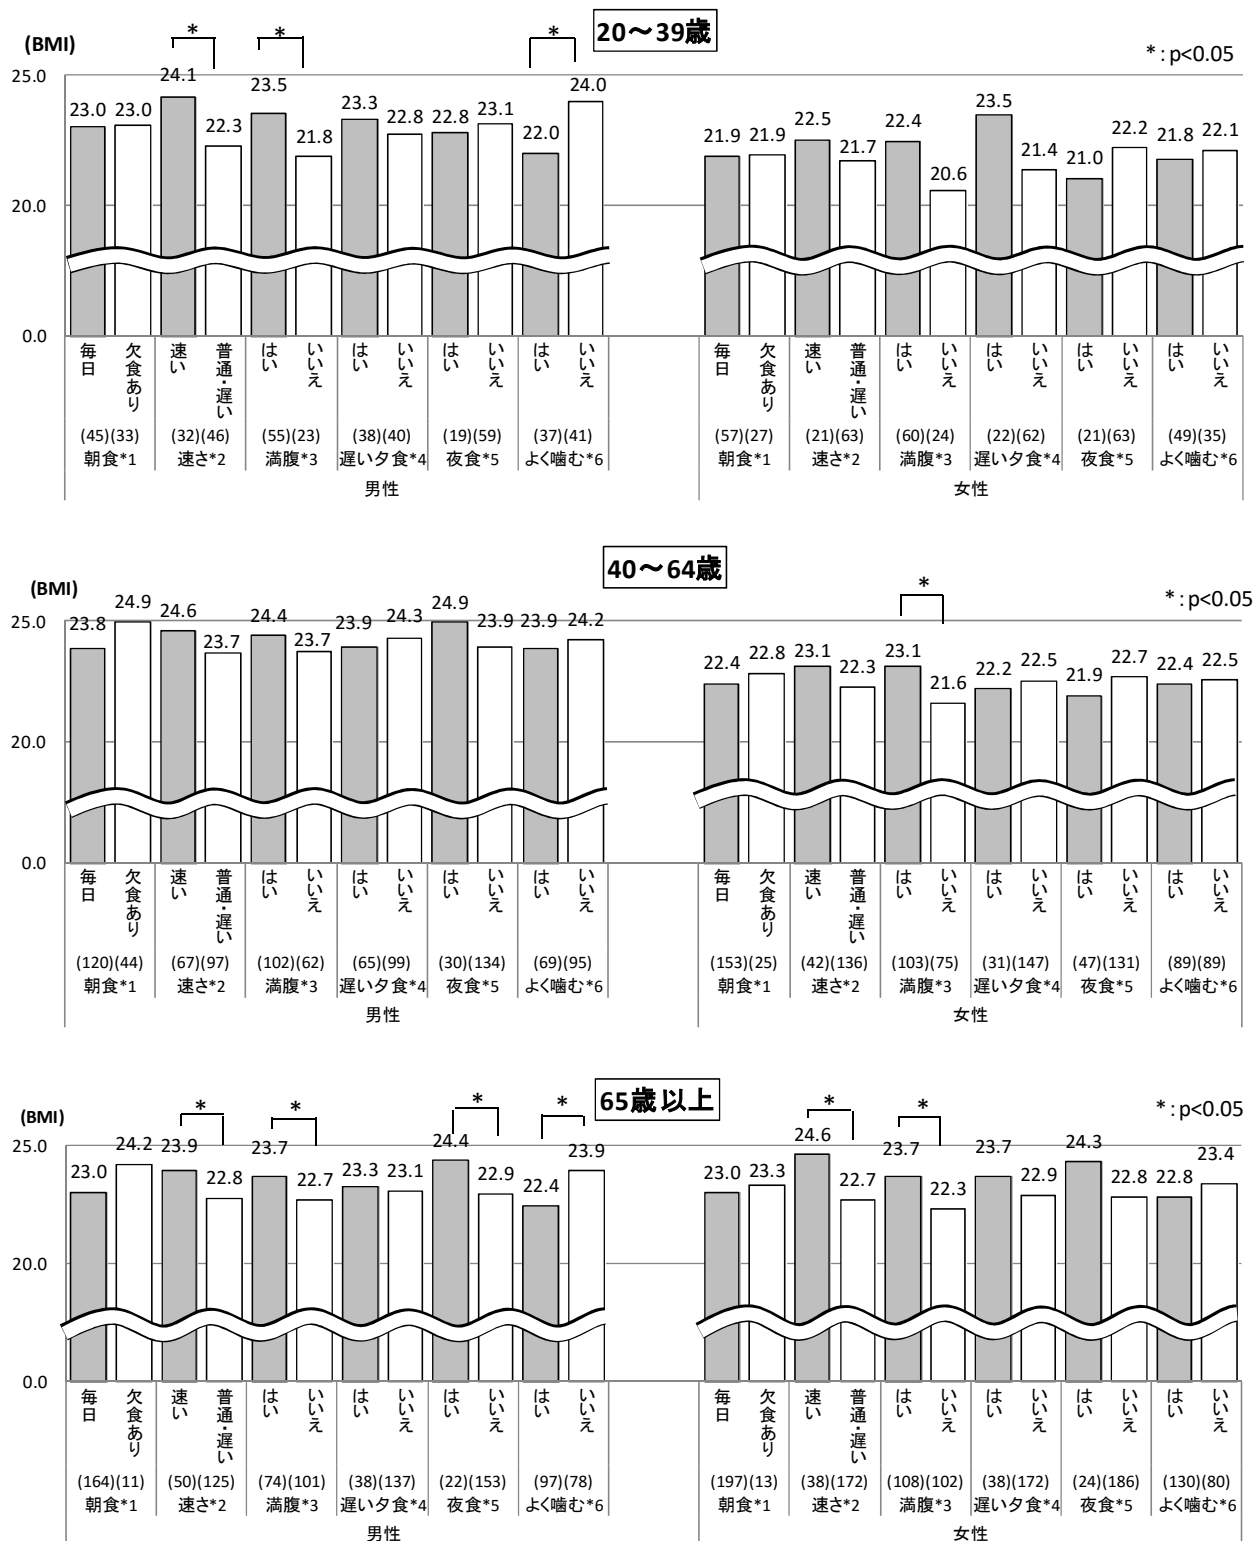 20～39歳
(BMI)
*：p<0.05
* * *
25.0
23.0 23.0 24.1 22.3 23.5 21.8 23.3 22.8 22.8 23.1 22.0 24.0
21.9 21.9 22.5 21.7 22.4 20.6 23.5 21.4 21.0 22.2 21.8 22.1
20.0
0.0
毎日 欠食あり 速い 普通・遅い はい いいえ はい いいえ はい いいえ はい いいえ
毎日 欠食あり 速い 普通・遅い はい いいえ はい いいえ はい いいえ はい いいえ
(45)(33) (32)(46) (55)(23) (38)(40) (19)(59) (37)(41)
(57)(27) (21)(63) (60)(24) (22)(62) (21)(63) (49)(35)
朝食*1 速さ*2 満腹*3 遅い夕食*4 夜食*5 よく噛む*6
朝食*1 速さ*2 満腹*3 遅い夕食*4 夜食*5 よく噛む*6
男性
女性
40～64歳
(BMI)
*：p<0.05
*
25.0
23.8 24.9 24.6 23.7 24.4 23.7 23.9 24.3 24.9 23.9 23.9 24.2
22.4 22.8 23.1 22.3 23.1 21.6 22.2 22.5 21.9 22.7 22.4 22.5
20.0
0.0
毎日 欠食あり 速い 普通・遅い はい いいえ はい いいえ はい いいえ はい いいえ
毎日 欠食あり 速い 普通・遅い はい いいえ はい いいえ はい いいえ はい いいえ
(120)(44) (67)(97) (102)(62) (65)(99) (30)(134) (69)(95)
(153)(25) (42)(136) (103)(75) (31)(147) (47)(131) (89)(89)
朝食*1 速さ*2 満腹*3 遅い夕食*4 夜食*5 よく噛む*6
朝食*1 速さ*2 満腹*3 遅い夕食*4 夜食*5 よく噛む*6
男性
女性
65歳以上
(BMI)
*：p<0.05
* * * *
* *
25.0
23.0 24.2 23.9 22.8 23.7 22.7 23.3 23.1 24.4 22.9 22.4 23.9
23.0 23.3 24.6 22.7 23.7 22.3 23.7 22.9 24.3 22.8 22.8 23.4
20.0
0.0
毎日 欠食あり 速い 普通・遅い はい いいえ はい いいえ はい いいえ はい いいえ
毎日 欠食あり 速い 普通・遅い はい いいえ はい いいえ はい いいえ はい いいえ
(164)(11) (50)(125) (74)(101) (38)(137) (22)(153) (97)(78)
(197)(13) (38)(172) (108)(102) (38)(172) (24)(186) (130)(80)
朝食*1 速さ*2 満腹*3 遅い夕食*4 夜食*5 よく噛む*6
朝食*1 速さ*2 満腹*3 遅い夕食*4 夜食*5 よく噛む*6
男性
女性